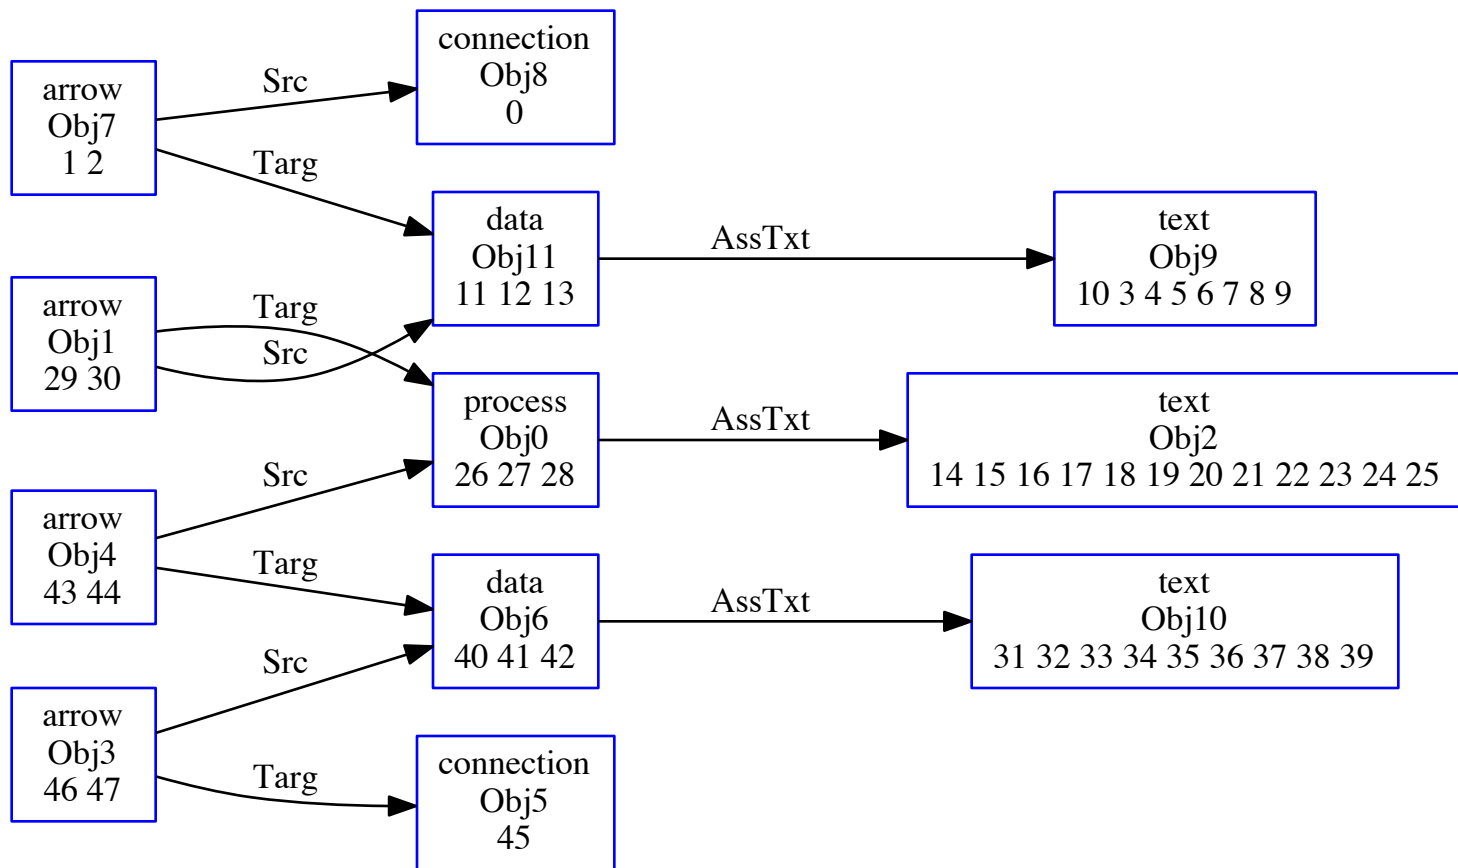 connection
Obj8
0
arrow
Obj7
1 2
Src
Targ
data
Obj11
11 12 13
AssTxt
text
Obj9
10 3 4 5 6 7 8 9
arrow
Obj1
29 30
Targ
Src
process
Obj0
26 27 28
AssTxt
text
Obj2
14 15 16 17 18 19 20 21 22 23 24 25
arrow
Obj4
43 44
Src
Targ
data
Obj6
40 41 42
AssTxt
text
Obj10
31 32 33 34 35 36 37 38 39
arrow
Obj3
46 47
Src
Targ
connection
Obj5
45